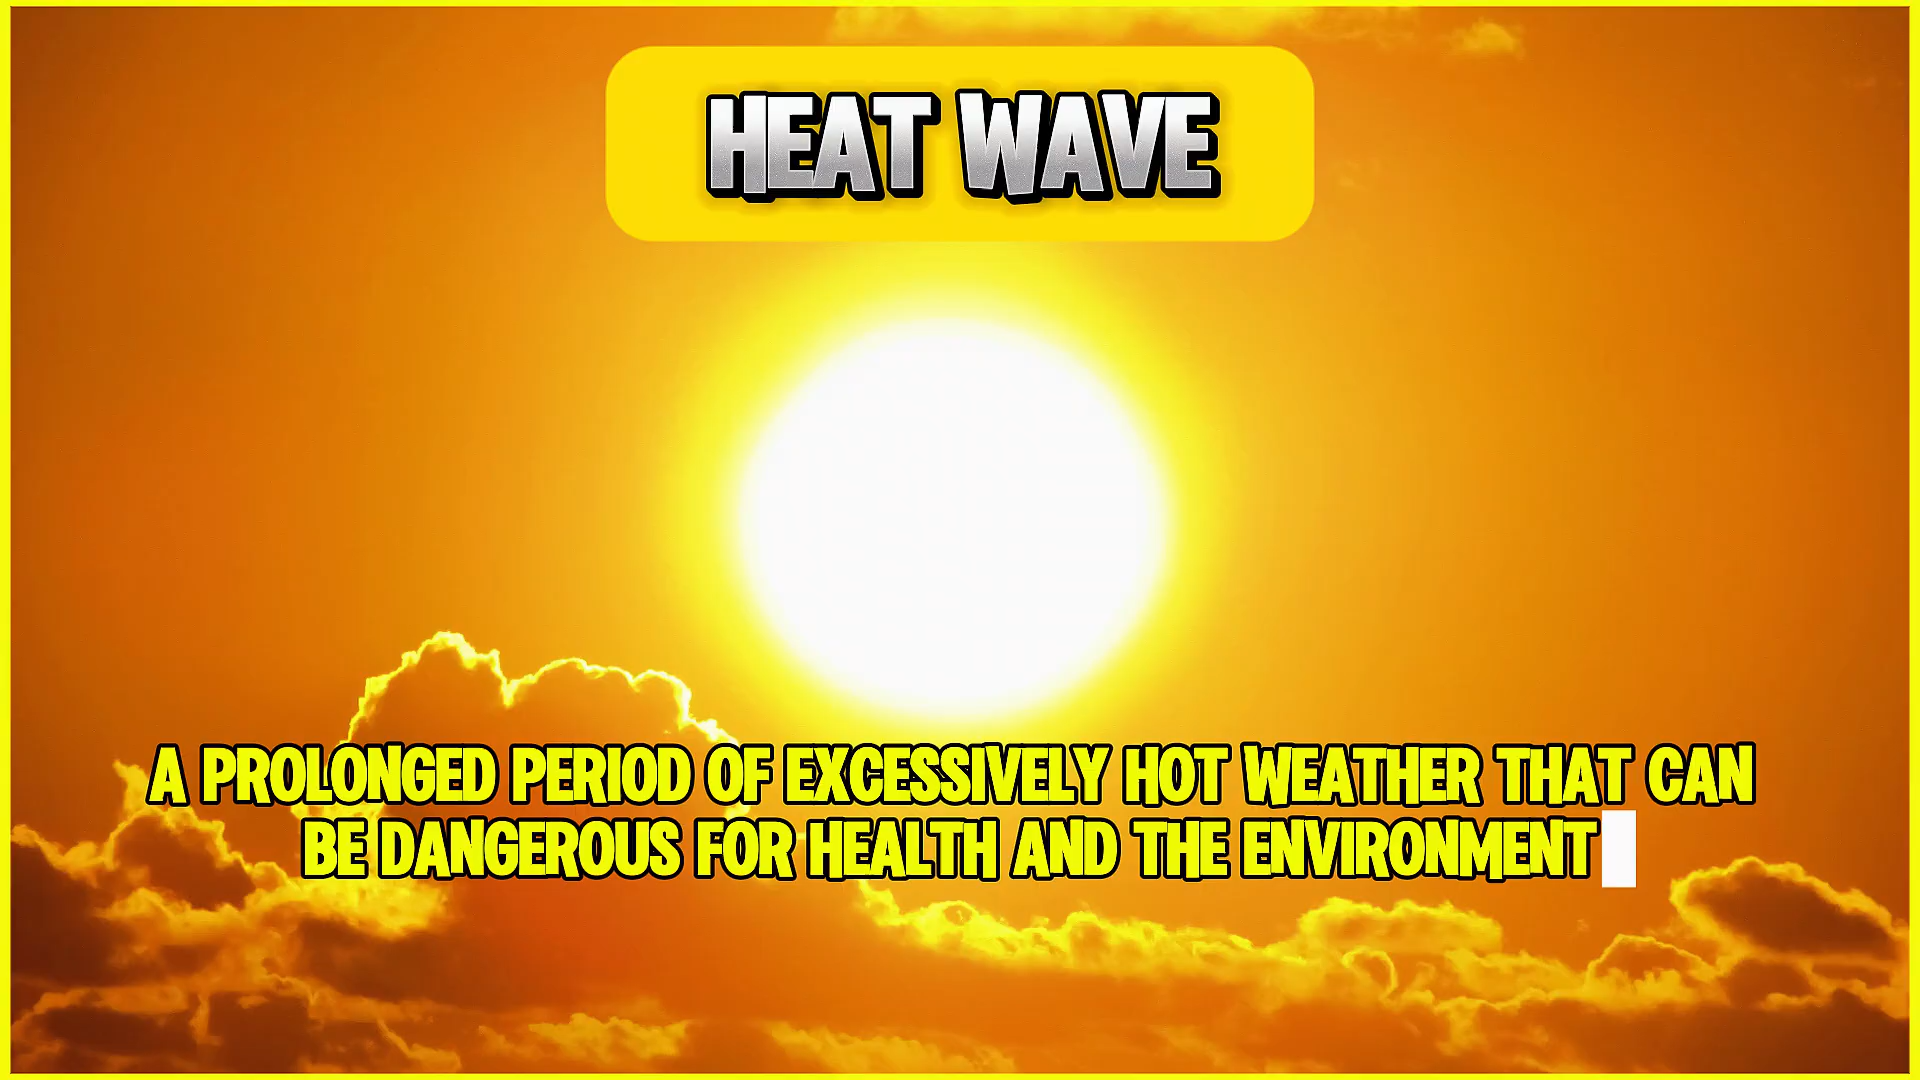 HEAT WAVE
A PROLONGED PERIOD OF EXCESSIVELY HOT WEATHER THAT CAN
BE DANGEROUS FOR HEALTH AND THE ENVIRONMENT